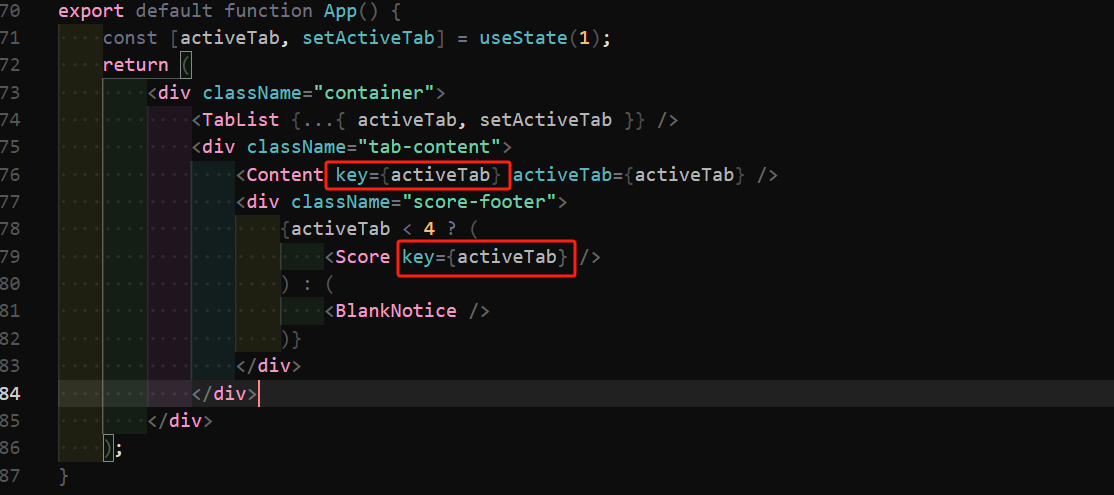 70 export default function App() {
71 const [activeTab, setActiveTab] = useState(1);
72 return (
73 <div className="container">
74 <TabList {...{ activeTab, setActiveTab }} />
75 <div className="tab-content">
76 <Content key={activeTab} activeTab={activeTab} />
77 <div className="score-footer">
78 {activeTab < 4 ? (
79 <Score key={activeTab} />
80 ) : (
81 <BlankNotice />
82 )}
83 </div>
84 </div>
85 </div>
86 );
87 }